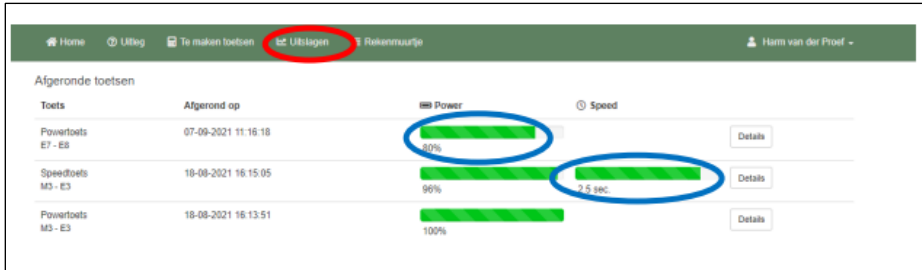 Home Uitleg Te maken toetsen Uitslagen Rekenmuurtje Harm van der Proef
Afgeronde toetsen
Toets Afgerond op Power Speed
Powertoets 07-09-2021 11:16:18 Details
E7 - E8 80%
Speedtoets 18-08-2021 16:15:05 Details
M3 - E3 96% 2.5 sec.
Powertoets 18-08-2021 16:13:51 Details
M3 - E3 100%